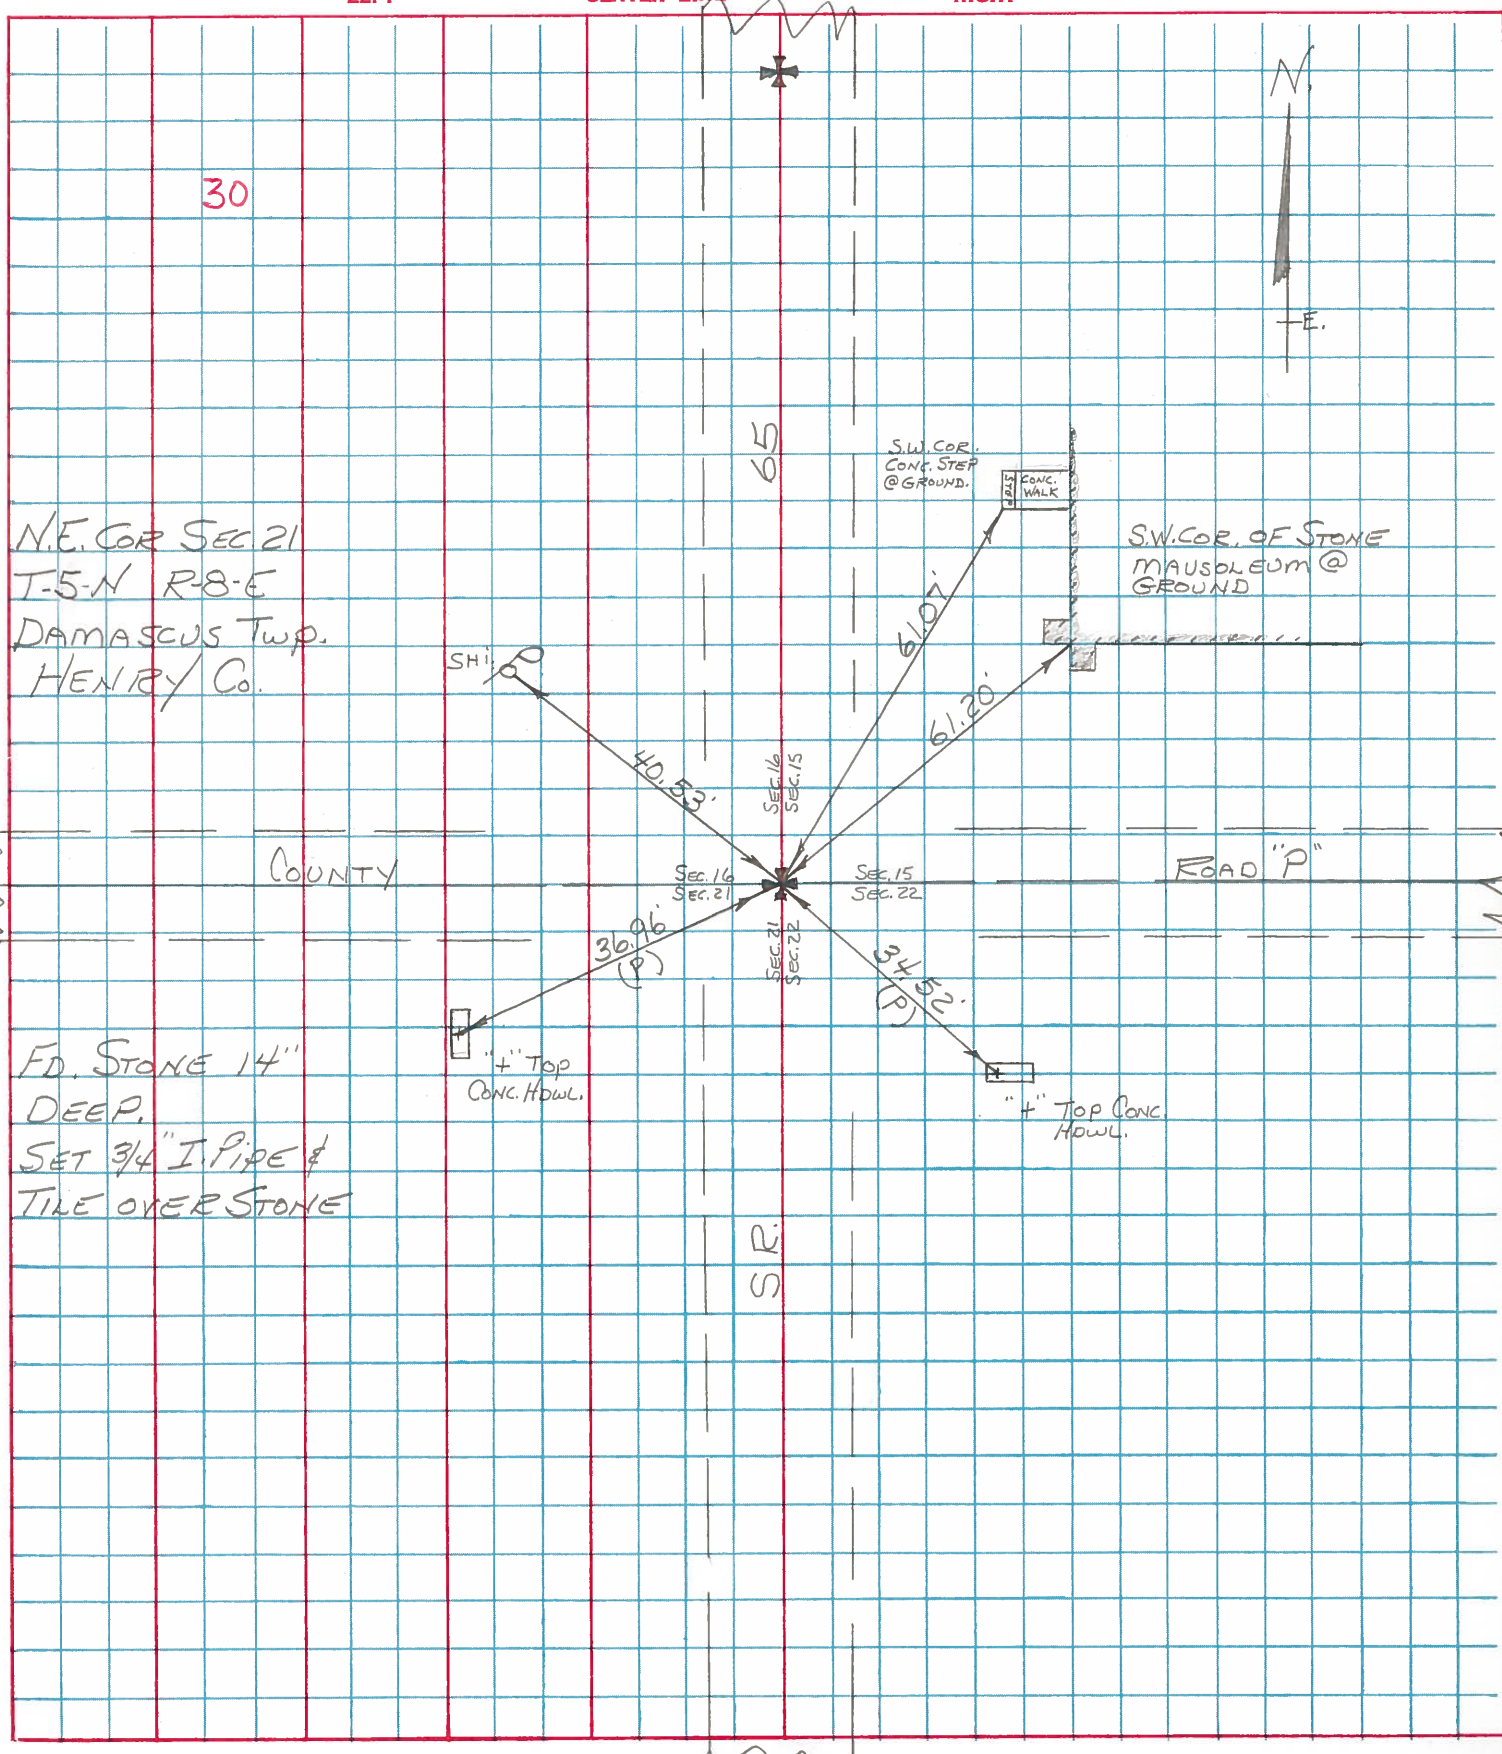 N.
30
E.
65
S.W. COR.
CONC. STEP
@ GROUND.
STEP
CONC.
WALK
N.E. COR SEC. 21
T-5-N R-8-E
DAMASCUS TWP.
HENRY CO.
S.W. COR. OF STONE
MAUSOLEUM @
GROUND
61.07'
61.20'
40.53'
SEC. 16
SEC. 15
COUNTY
SEC. 16
SEC. 21
SEC. 15
SEC. 22
ROAD "P"
36.96'
(P)
SEC. 21
SEC. 22
34.52'
(P)
FD. STONE 14"
DEEP.
SET 3/4" I. PIPE &
TILE OVER STONE
"+" TOP
CONC. HDWL.
"+" TOP CONC.
HDWL.
S.R.